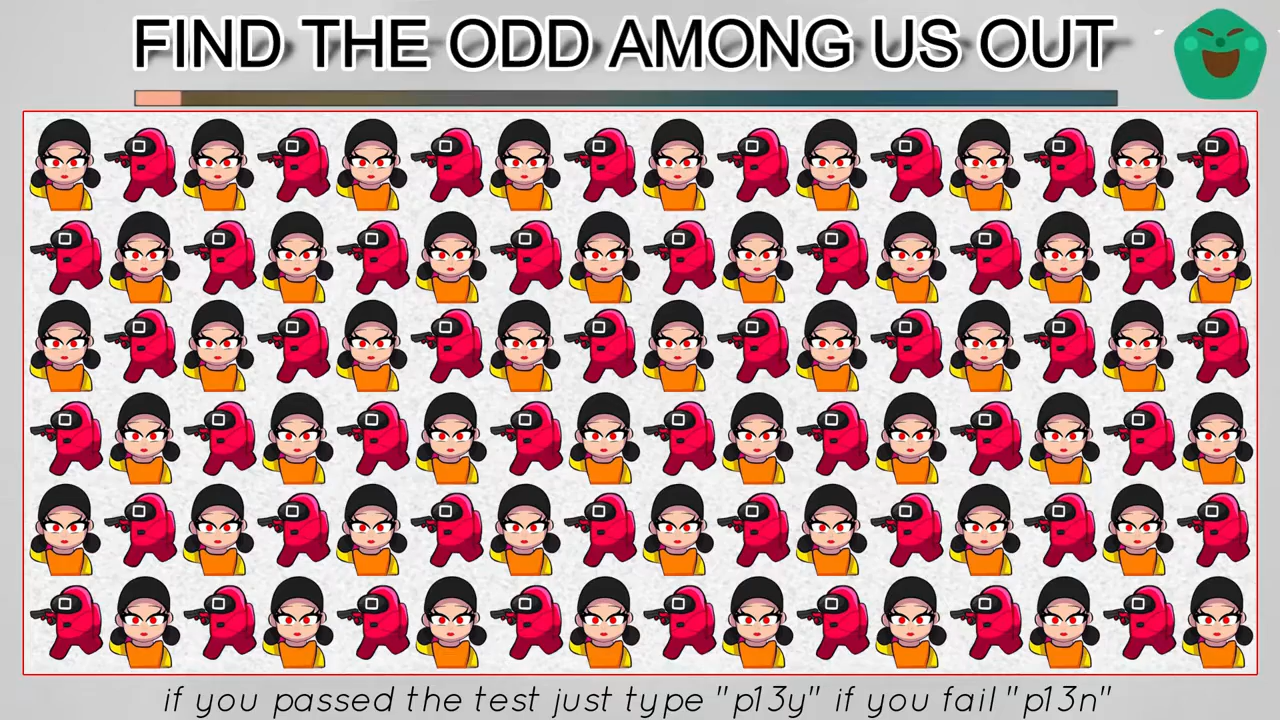 FIND THE ODD AMONG US OUT
if you passed the test just type "p13y" if you fail "p13n"